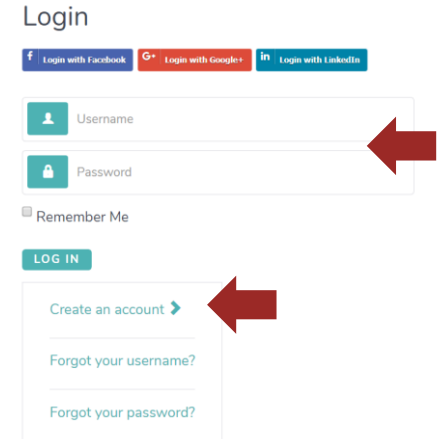 Login
f Login with Facebook G+ Login with Google+ in Login with LinkedIn
Username
Password
Remember Me
LOG IN
Create an account
Forgot your username?
Forgot your password?